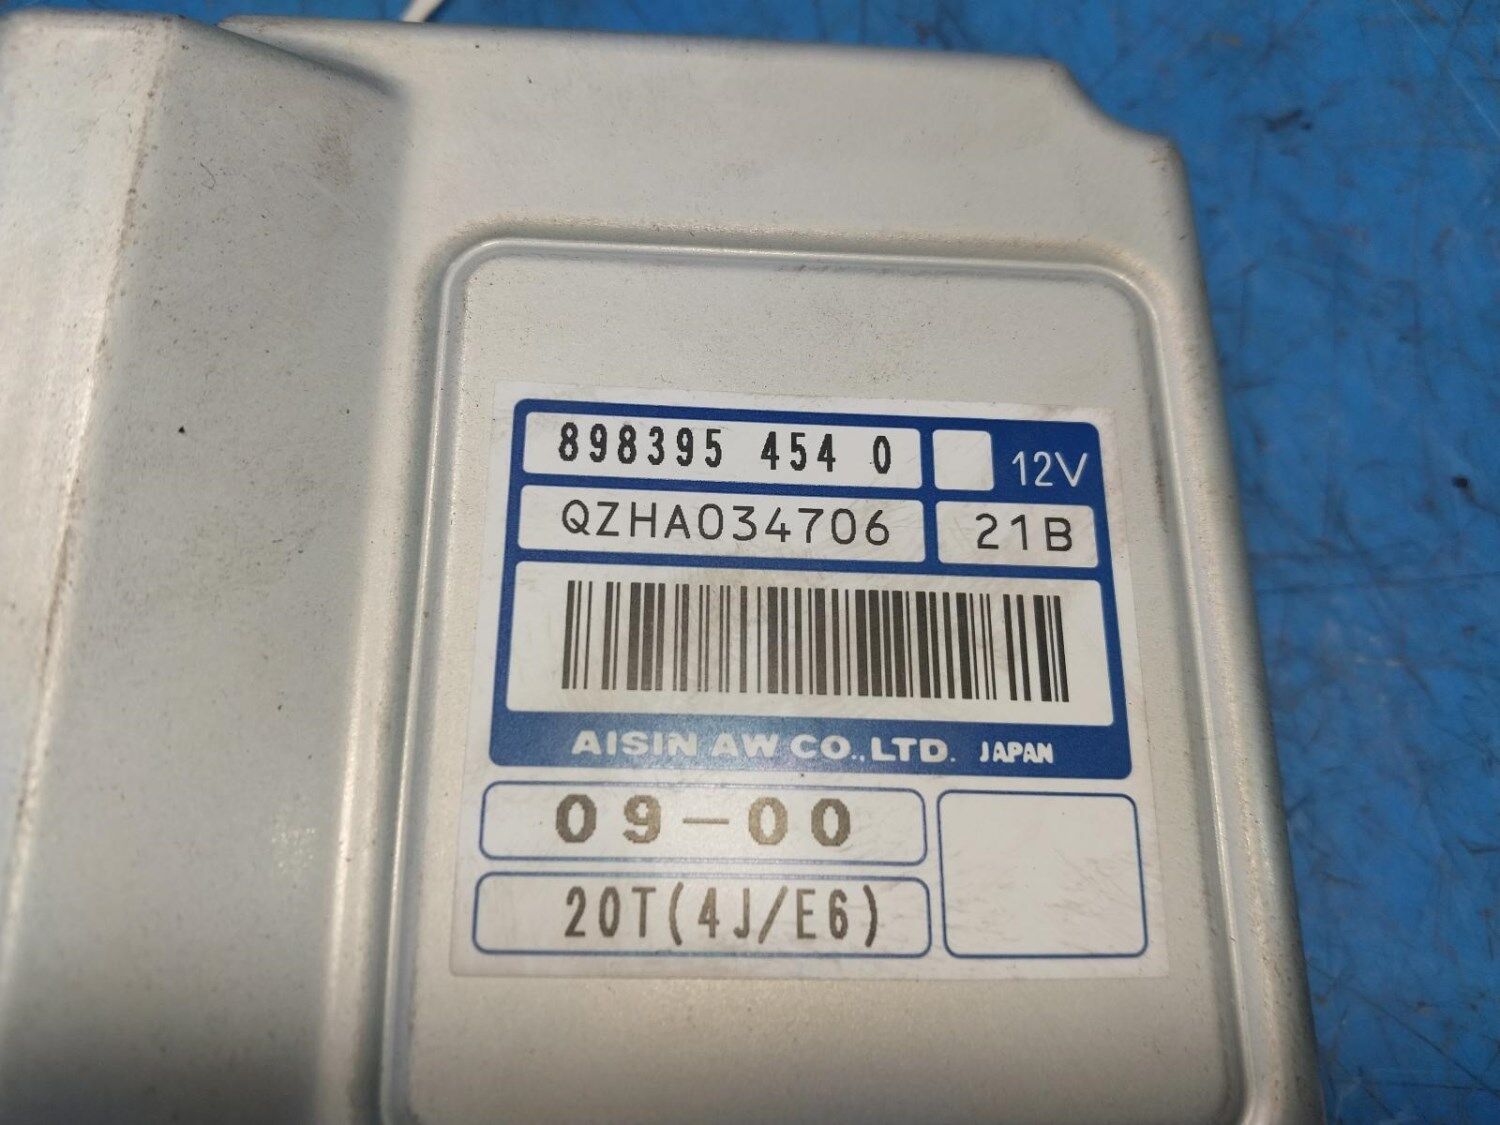 898395 454 0 12V
QZHA034706 21B
AISIN AW CO.,LTD. JAPAN
09-00
20T(4J/E6)